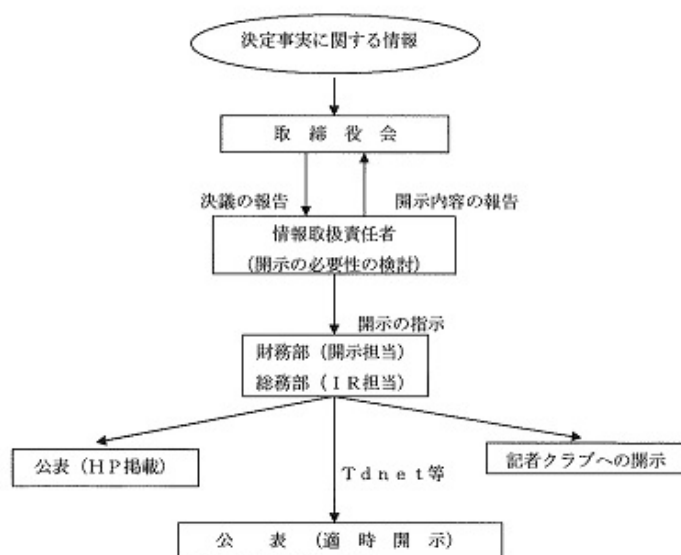 決定事実に関する情報
取 締 役 会
決議の報告
開示内容の報告
情報取扱責任者
(開示の必要性の検討)
開示の指示
財務部(開示担当)
総務部(IR担当)
公表(HP掲載)
Tdnet等
記者クラブへの開示
公 表 (適 時 開 示)